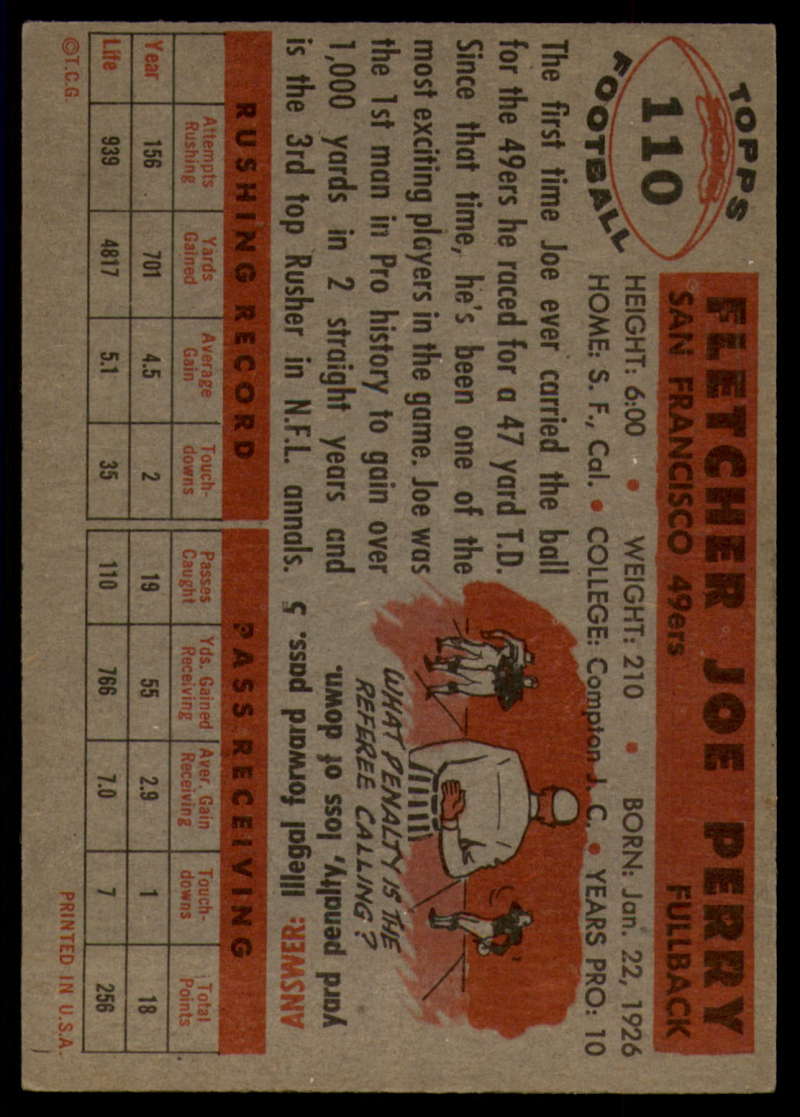 TOPPS
110
FOOTBALL
FLETCHER JOE PERRY
SAN FRANCISCO 49ers FULLBACK
HEIGHT: 6:00 • WEIGHT: 210 • BORN: Jan. 22, 1926
HOME: S. F., Cal. • COLLEGE: Compton J. C. • YEARS PRO: 10
The first time Joe ever carried the ball
for the 49ers he raced for a 47 yard T.D.
Since that time, he's been one of the
most exciting players in the game. Joe was
the 1st man in Pro history to gain over
1,000 yards in 2 straight years and
is the 3rd top Rusher in N.F.L. annals.
WHAT PENALTY IS THE
REFEREE CALLING?
ANSWER: Illegal forward pass. 5
yard penalty, loss of down.
RUSHING RECORD PASS RECEIVING
Attempts Rushing Yards Gained Average Gain Touch-downs Passes Caught Yds. Gained Receiving Aver. Gain Receiving Touch-downs Total Points
Year 156 701 4.5 2 19 55 2.9 1 18
Life 939 4817 5.1 35 110 766 7.0 7 256
©T.C.G. PRINTED IN U.S.A.